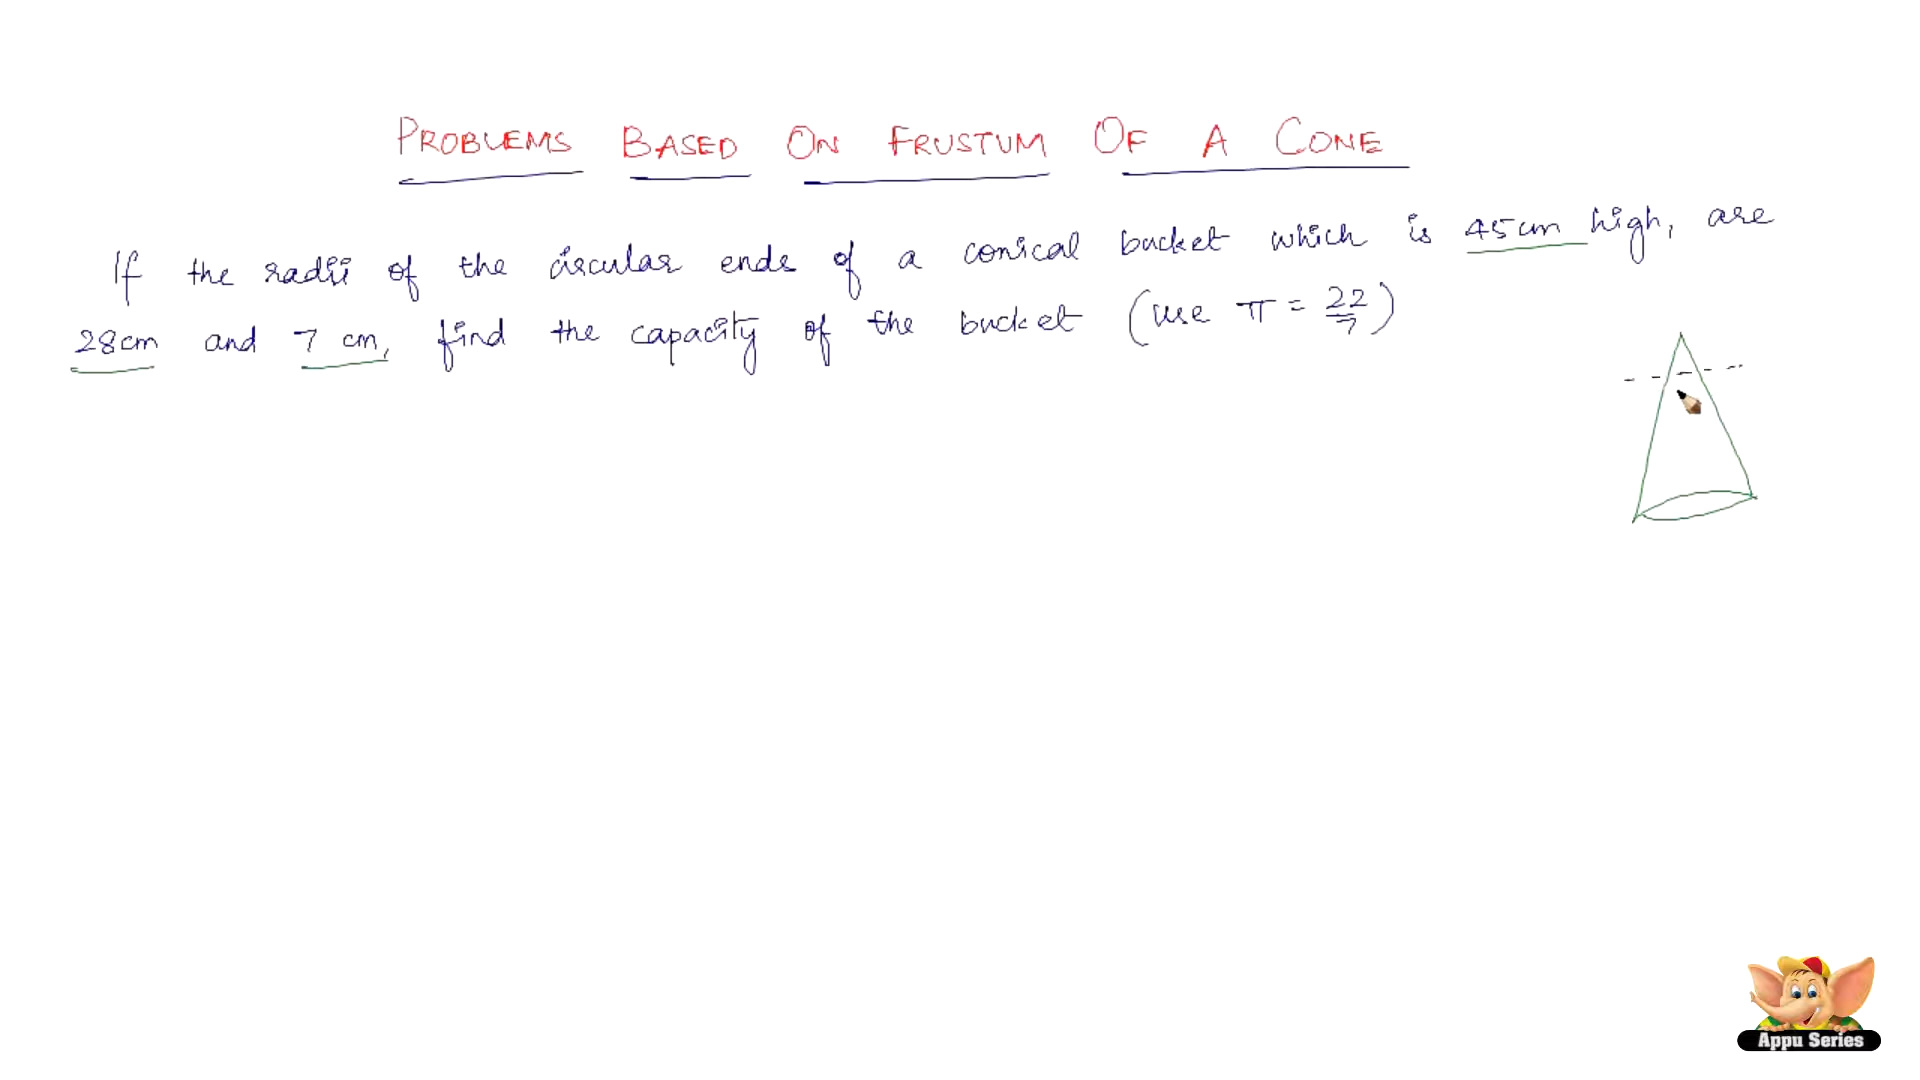 PROBLEMS BASED ON FRUSTUM OF A CONE
If the radii of the circular ends of a conical bucket which is 45cm high, are
28cm and 7 cm, find the capacity of the bucket (use π = 22/7)
Appu Series